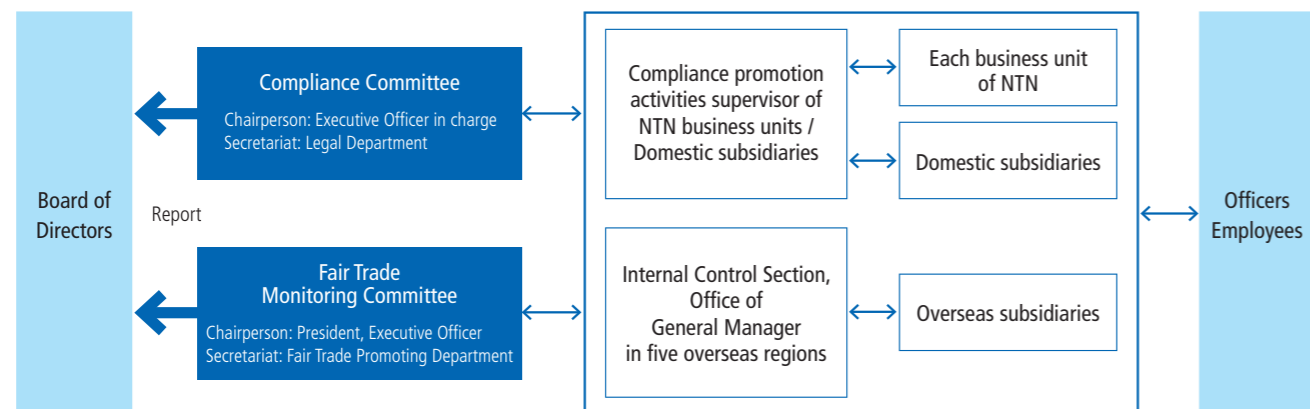 Board of
Directors
Report
Compliance Committee
Chairperson: Executive Officer in charge
Secretariat: Legal Department
Fair Trade
Monitoring Committee
Chairperson: President, Executive Officer
Secretariat: Fair Trade Promoting Department
Compliance promotion
activities supervisor of
NTN business units /
Domestic subsidiaries
Each business unit
of NTN
Domestic subsidiaries
Internal Control Section,
Office of
General Manager
in five overseas regions
Overseas subsidiaries
Officers
Employees